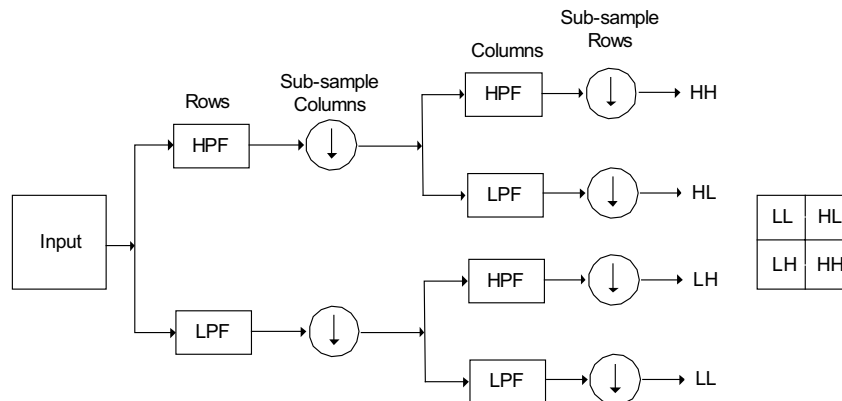 Sub-sample
Rows
Columns
HPF
HH
Sub-sample
Columns
Rows
HPF
LPF
HL
Input
LL HL
LH HH
HPF
LH
LPF
LPF
LL